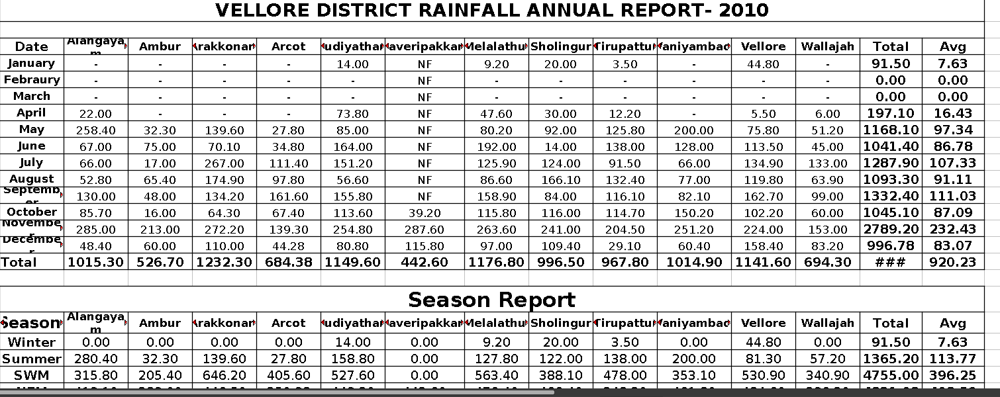 VELLORE DISTRICT RAINFALL ANNUAL REPORT- 2010
Date Alangayam Ambur rakkonar Arcot udiyathar averipakkar Melalathu Sholingur Tirupattu aniyambad Vellore Wallajah Total Avg
January - - - - 14.00 NF 9.20 20.00 3.50 - 44.80 - 91.50 7.63
Febraury - - - - - NF - - - - - - 0.00 0.00
March - - - - - NF - - - - - - 0.00 0.00
April 22.00 - - - 73.80 NF 47.60 30.00 12.20 - 5.50 6.00 197.10 16.43
May 258.40 32.30 139.60 27.80 85.00 NF 80.20 92.00 125.80 200.00 75.80 51.20 1168.10 97.34
June 67.00 75.00 70.10 34.80 164.00 NF 192.00 14.00 138.00 128.00 113.50 45.00 1041.40 86.78
July 66.00 17.00 267.00 111.40 151.20 NF 125.90 124.00 91.50 66.00 134.90 133.00 1287.90 107.33
August 52.80 65.40 174.90 97.80 56.60 NF 86.60 166.10 132.40 77.00 119.80 63.90 1093.30 91.11
September 130.00 48.00 134.20 161.60 155.80 NF 158.90 84.00 116.10 82.10 162.70 99.00 1332.40 111.03
October 85.70 16.00 64.30 67.40 113.60 39.20 115.80 116.00 114.70 150.20 102.20 60.00 1045.10 87.09
November 285.00 213.00 272.20 139.30 254.80 287.60 263.60 241.00 204.50 251.20 224.00 153.00 2789.20 232.43
December 48.40 60.00 110.00 44.28 80.80 115.80 97.00 109.40 29.10 60.40 158.40 83.20 996.78 83.07
Total 1015.30 526.70 1232.30 684.38 1149.60 442.60 1176.80 996.50 967.80 1014.90 1141.60 694.30 ### 920.23
Season Report
Season Alangayam Ambur rakkonar Arcot udiyathar averipakkar Melalathu Sholingur Tirupattu aniyambad Vellore Wallajah Total Avg
Winter 0.00 0.00 0.00 0.00 14.00 0.00 9.20 20.00 3.50 0.00 44.80 0.00 91.50 7.63
Summer 280.40 32.30 139.60 27.80 158.80 0.00 127.80 122.00 138.00 200.00 81.30 57.20 1365.20 113.77
SWM 315.80 205.40 646.20 405.60 527.60 0.00 563.40 388.10 478.00 353.10 530.90 340.90 4755.00 396.25